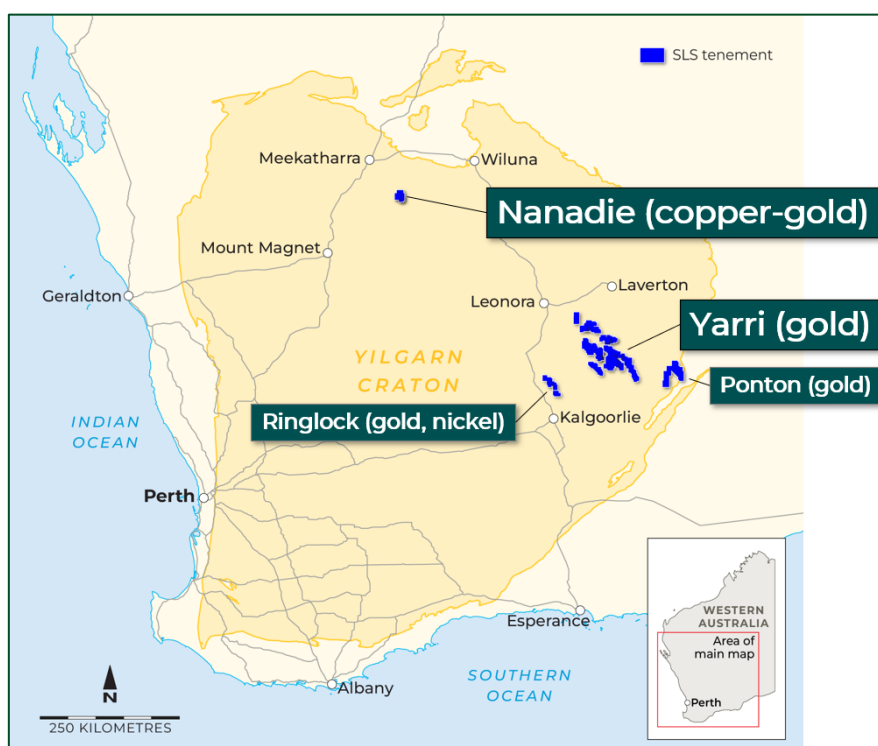 SLS tenement
Meekatharra
Wiluna
Nanadie (copper-gold)
Mount Magnet
Laverton
Geraldton
Leonora
Yarri (gold)
YILGARN
CRATON
Ponton (gold)
Ringlock (gold, nickel)
Kalgoorlie
INDIAN
OCEAN
Perth
Esperance
WESTERN
AUSTRALIA
Area of
main map
Perth
SOUTHERN
OCEAN
Albany
N
250 KILOMETRES